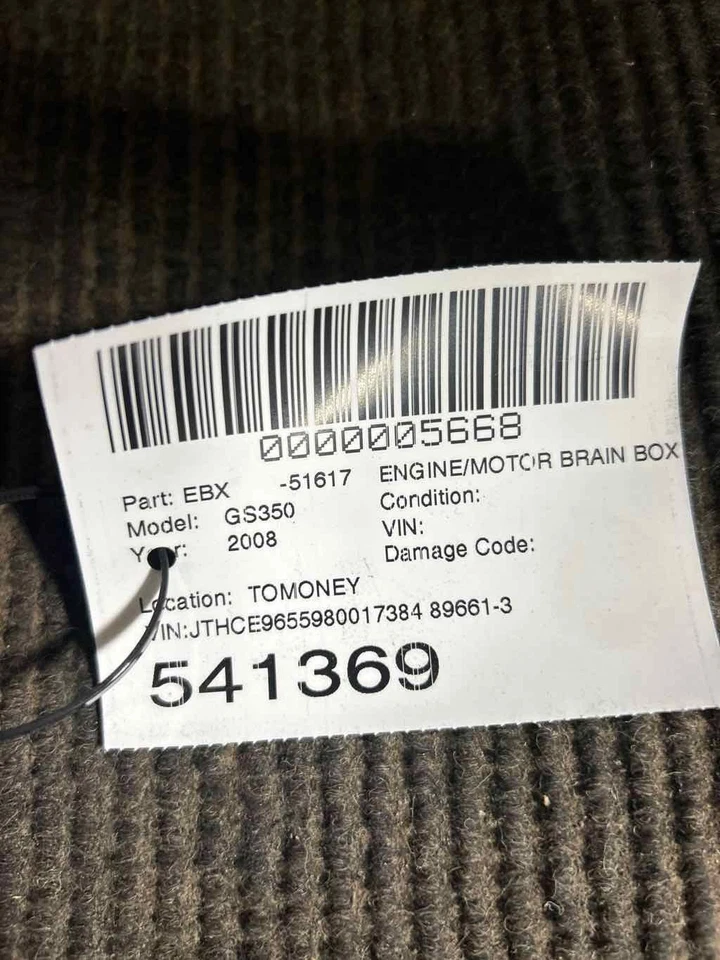 0000005668
Part: EBX -51617 ENGINE/MOTOR BRAIN BOX
Model: GS350 Condition:
Year: 2008 VIN:
Damage Code:
Location: TOMONEY
VIN:JTHCE9655980017384 89661-3
541369